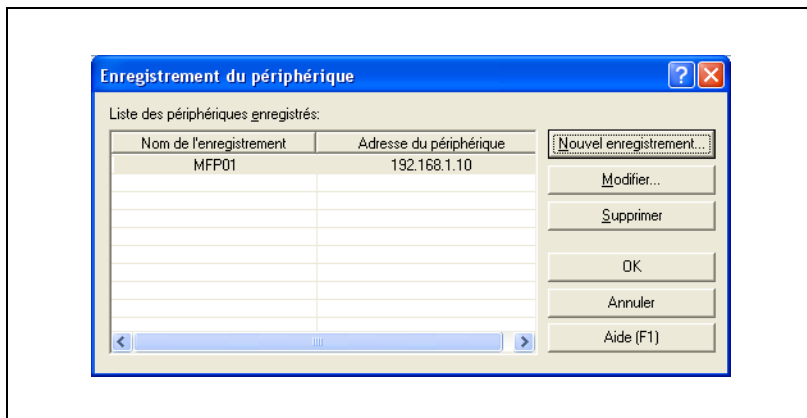 Enregistrement du périphérique
Liste des périphériques enregistrés:
Nom de l'enregistrement Adresse du périphérique
MFP01 192.168.1.10
Nouvel enregistrement...
Modifier...
Supprimer
OK
Annuler
Aide (F1)